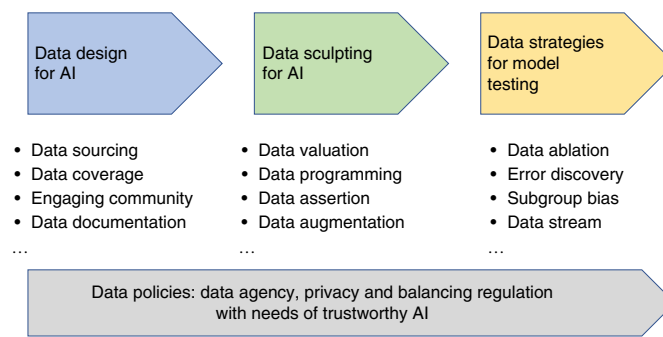 Data design
for AI
Data sculpting
for AI
Data strategies
for model
testing
• Data sourcing
• Data coverage
• Engaging community
• Data documentation
…
• Data valuation
• Data programming
• Data assertion
• Data augmentation
…
• Data ablation
• Error discovery
• Subgroup bias
• Data stream
…
Data policies: data agency, privacy and balancing regulation
with needs of trustworthy AI